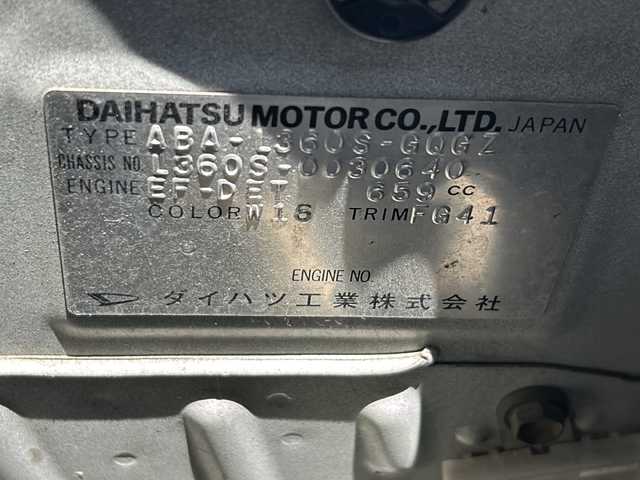 DAIHATSU MOTOR CO.,LTD. JAPAN
TYPE ABA-L360S-GQGZ
CHASSIS NO. L360S-0030640
ENGINE EF-DET 659 CC
COLOR W16 TRIM FG41
ENGINE NO.
ダイハツ工業株式会社